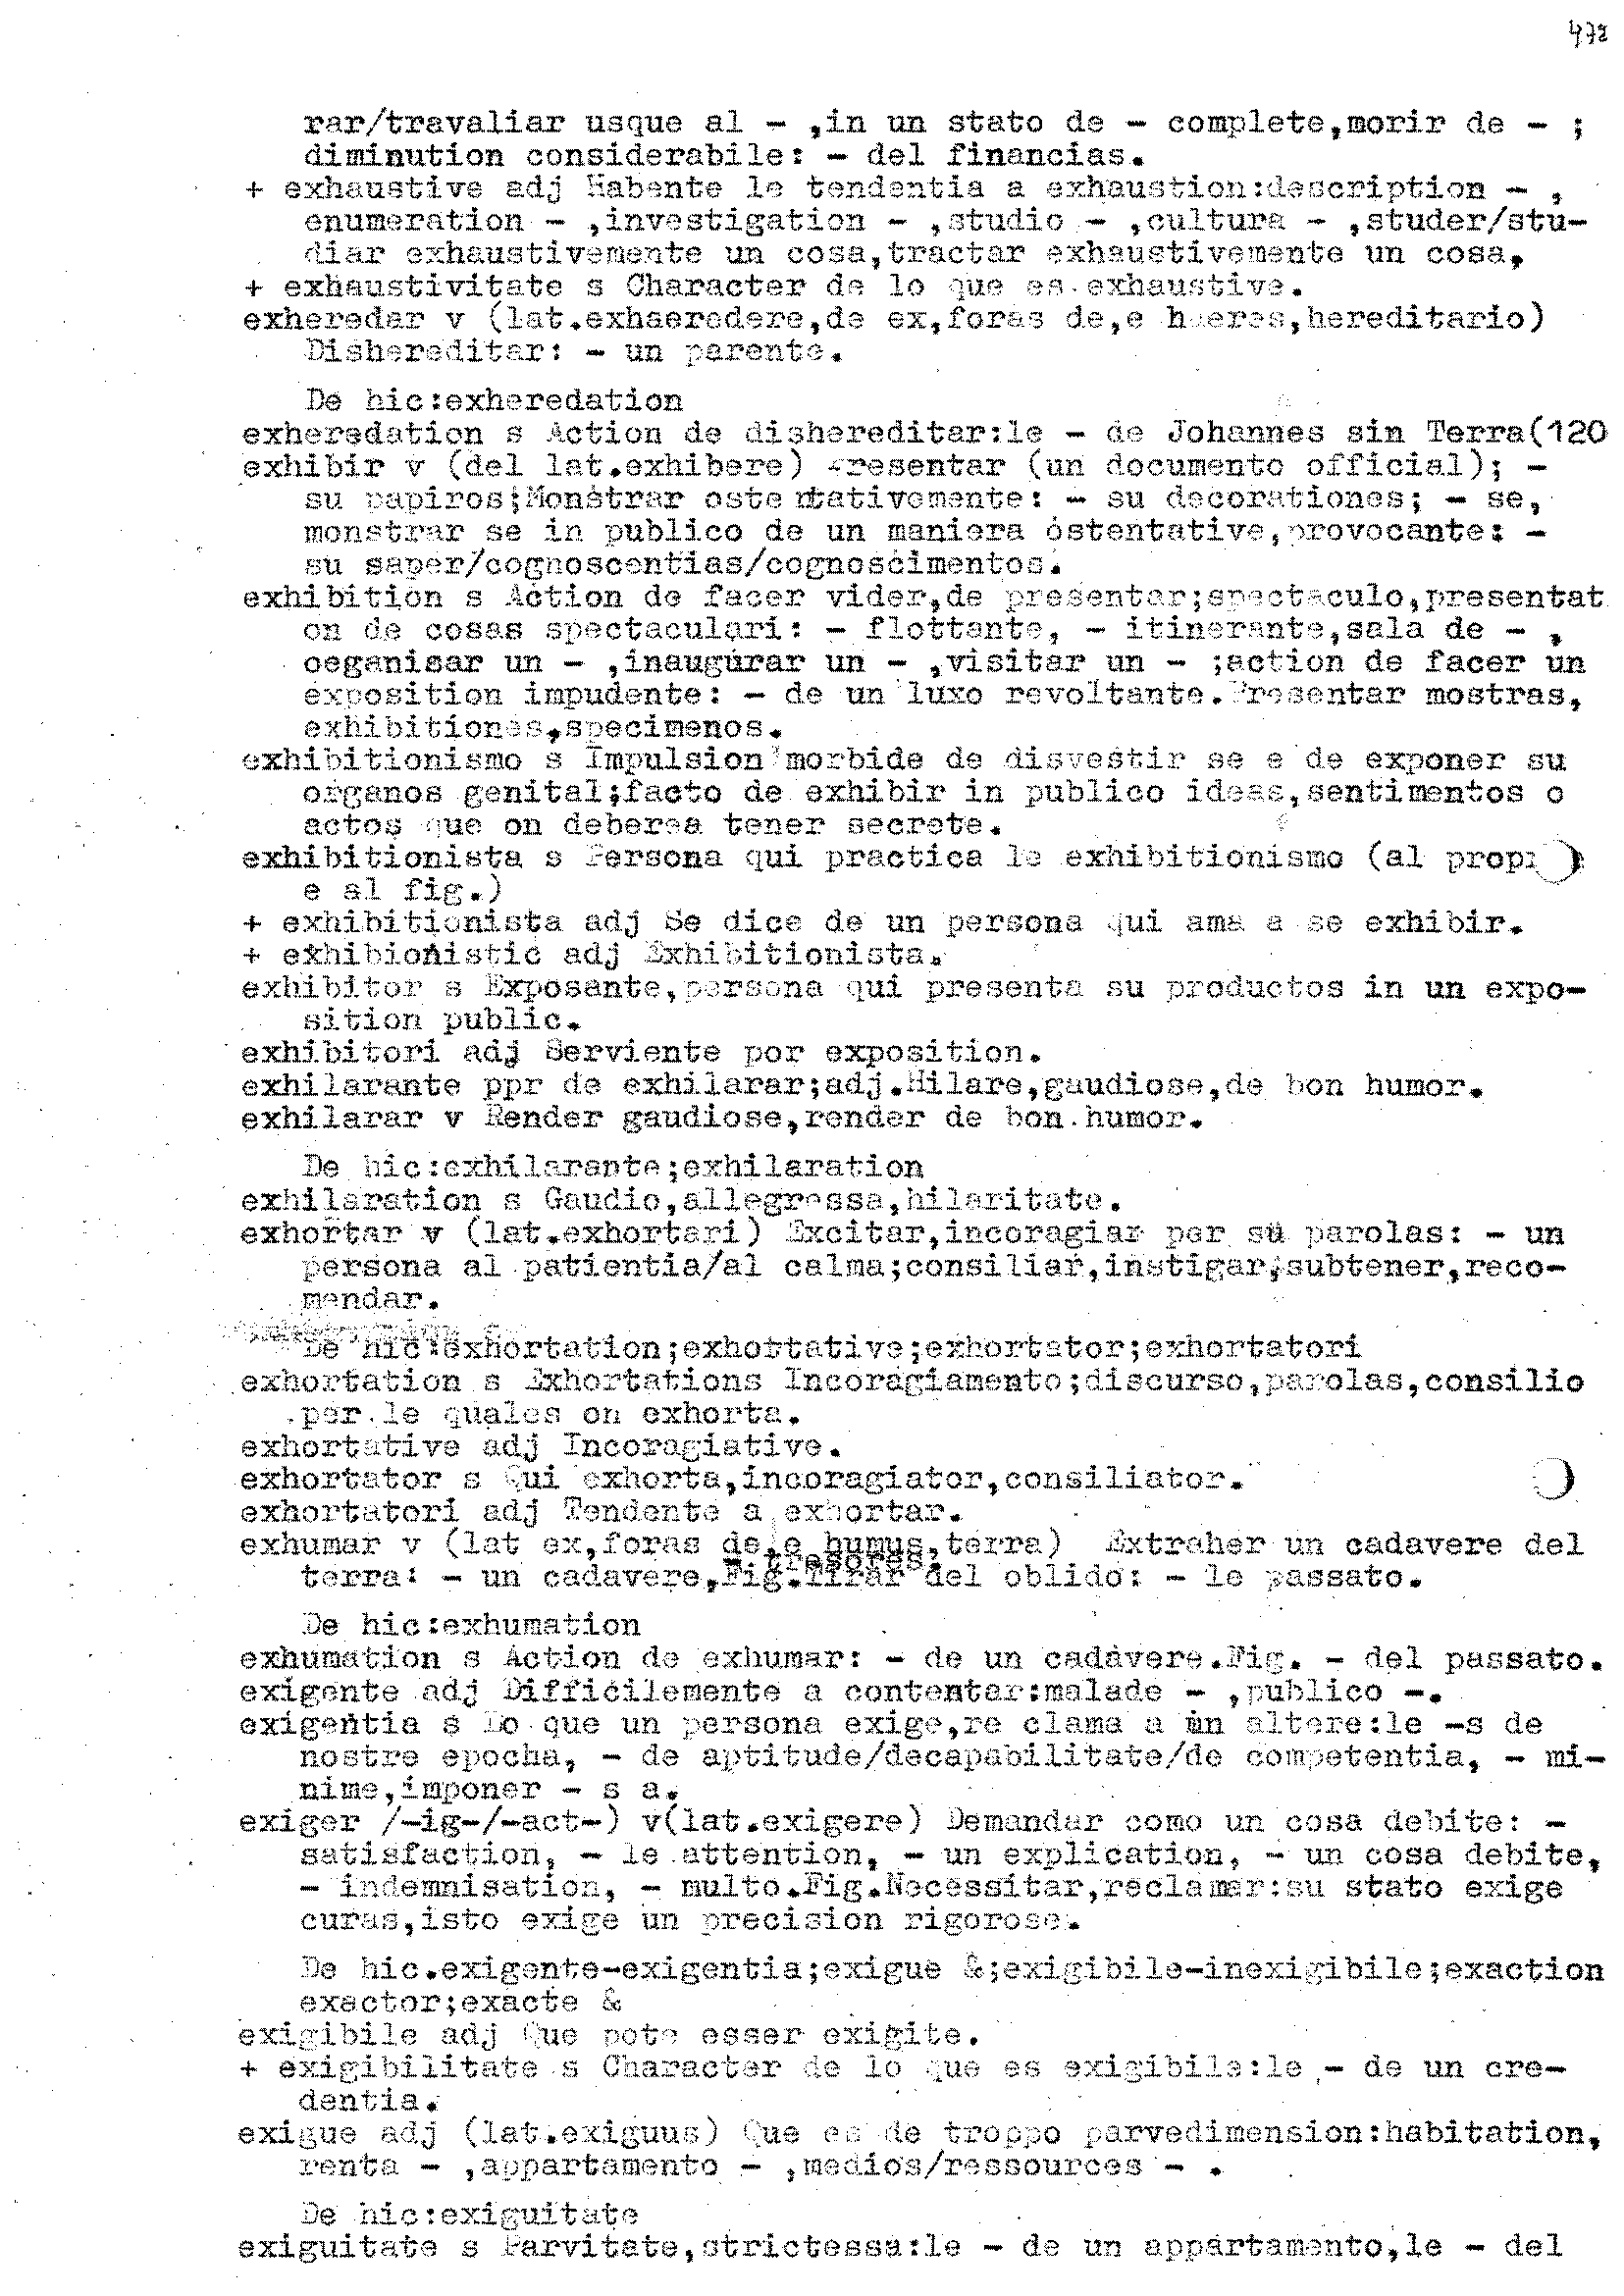 472
rar/travaliar usque al - ,in un stato de - complete,morir de - ;
diminution considerabile: - del financias.
+ exhaustive adj Habente le tendentia a exhaustion:description - ,
enumeration - ,investigation - ,studio - ,cultura - ,studer/stu-
diar exhaustivemente un cosa,tractar exhaustivemente un cosa,
+ exhaustivitate s Character de lo que es exhaustive.
exheredar v (lat.exhaeredere,de ex,foras de,e haeres,hereditario)
Dishereditar: - un parente.
De hic:exheredation
exheredation s Action de dishereditar:le - de Johannes sin Terra(120
exhibir v (del lat.exhibere) Presentar (un documento official); -
su papiros;Monstrar ostentativemente: - su decorationes; - se,
monstrar se in publico de un maniera ostentative,provocante: -
su saper/cognoscentias/cognoscimentos.
exhibition s Action de facer vider,de presentar;spectaculo,presentat
on de cosas spectaculari: - flottante, - itinerante,sala de - ,
oeganisar un - ,inaugurar un - ,visitar un - ;action de facer un
exposition impudente: - de un luxo revoltante.Presentar mostras,
exhibitiones,specimenos.
exhibitionismo s Impulsion morbide de disvestir se e de exponer su
organos genital;facto de exhibir in publico ideas,sentimentos o
actos que on deberea tener secrete.
exhibitionista s Persona qui practica le exhibitionismo (al propi
e al fig.)
+ exhibitionista adj Se dice de un persona qui ama a se exhibir.
+ exhibionistic adj Exhibitionista.
exhibitor s Exposante,persona qui presenta su productos in un expo-
sition public.
exhibitori adj Serviente por exposition.
exhilarante ppr de exhilarar;adj.Hilare,gaudiose,de bon humor.
exhilarar v Render gaudiose,render de bon humor.
De hic:exhilarante;exhilaration
exhilaration s Gaudio,allegressa,hilaritate.
exhortar v (lat.exhortari) Excitar,incoragiar per su parolas: - un
persona al patientia/al calma;consiliar,instigar;subtener,reco-
mendar.
De hic:exhortation;exhottative;exhortator;exhortatori
exhortation s Exhortations Incoragiamento;discurso,parolas,consilio
per le quales on exhorta.
exhortative adj Incoragiative.
exhortator s Qui exhorta,incoragiator,consiliator.
exhortatori adj Tendente a exhortar.
exhumar v (lat ex,foras de,e humus,terra) Extraher un cadavere del
- tresores.
terra: - un cadavere,Fig.Tirar del oblido: - le passato.
De hic:exhumation
exhumation s Action de exhumar: - de un cadavere.Fig. - del passato.
exigente adj Difficilemente a contentar:malade - ,publico -.
exigentia s Lo que un persona exige,re clama a un altere:le -s de
nostre epocha, - de aptitude/decapabilitate/de competentia, - mi-
nime,imponer - s a.
exiger /-ig-/-act-) v(lat.exigere) Demandar como un cosa debite: -
satisfaction, - le attention, - un explication, - un cosa debite,
- indemnisation, - multo.Fig.Necessitar,reclamar:su stato exige
curas,isto exige un precision rigorose.
De hic.exigente-exigentia;exigue &;exigibile-inexigibile;exaction
exactor;exacte &
exigibile adj Que pote esser exigite.
+ exigibilitate s Character de lo que es exigibile:le - de un cre-
dentia.
exigue adj (lat.exiguus) Que es de troppo parvedimension:habitation,
renta - ,appartamento - ,medios/ressources - .
De hic:exiguitate
exiguitate s Parvitate,strictessa:le - de un appartamento,le - del